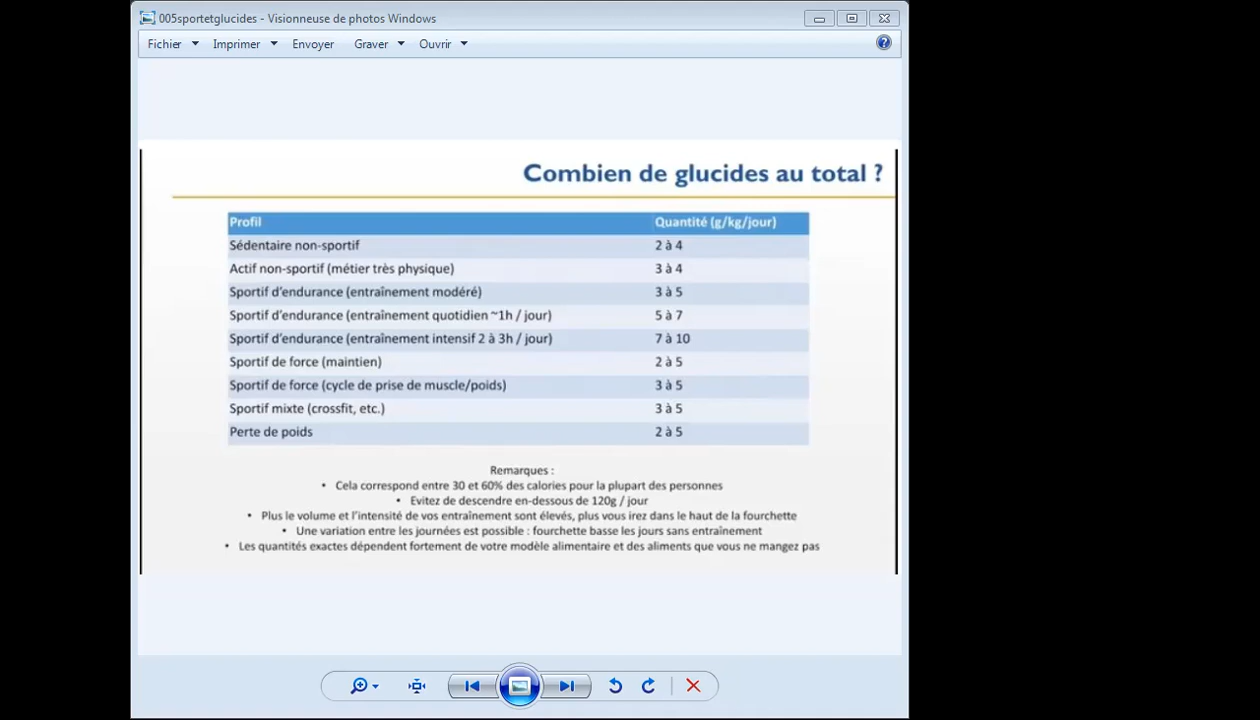 005sportetglucides - Visionneuse de photos Windows
Fichier Imprimer Envoyer Graver Ouvrir
Combien de glucides au total ?
Profil Quantité (g/kg/jour)
Sédentaire non-sportif 2 à 4
Actif non-sportif (métier très physique) 3 à 4
Sportif d'endurance (entraînement modéré) 3 à 5
Sportif d'endurance (entraînement quotidien ~1h / jour) 5 à 7
Sportif d'endurance (entraînement intensif 2 à 3h / jour) 7 à 10
Sportif de force (maintien) 2 à 5
Sportif de force (cycle de prise de muscle/poids) 3 à 5
Sportif mixte (crossfit, etc.) 3 à 5
Perte de poids 2 à 5
Remarques :
• Cela correspond entre 30 et 60% des calories pour la plupart des personnes
• Evitez de descendre en-dessous de 120g / jour
• Plus le volume et l'intensité de vos entraînement sont élevés, plus vous irez dans le haut de la fourchette
• Une variation entre les journées est possible : fourchette basse les jours sans entraînement
• Les quantités exactes dépendent fortement de votre modèle alimentaire et des aliments que vous ne mangez pas